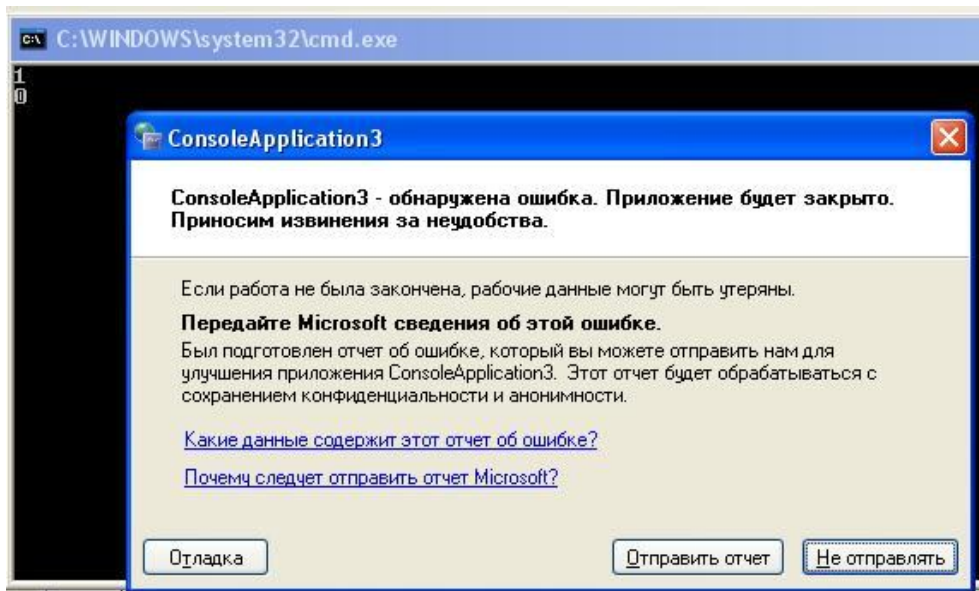 C:\WINDOWS\system32\cmd.exe
1
0
ConsoleApplication3
ConsoleApplication3 - обнаружена ошибка. Приложение будет закрыто.
Приносим извинения за неудобства.
Если работа не была закончена, рабочие данные могут быть утеряны.
Передайте Microsoft сведения об этой ошибке.
Был подготовлен отчет об ошибке, который вы можете отправить нам для
улучшения приложения ConsoleApplication3. Этот отчет будет обрабатываться с
сохранением конфиденциальности и анонимности.
Какие данные содержит этот отчет об ошибке?
Почему следует отправить отчет Microsoft?
Отладка
Отправить отчет
Не отправлять